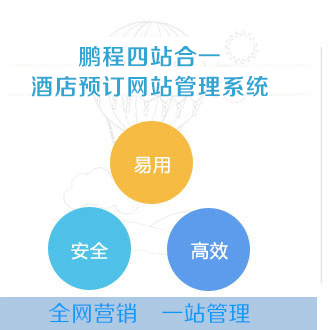 鹏程四站合一
酒店预订网站管理系统
易用
安全
高效
全网营销 一站管理